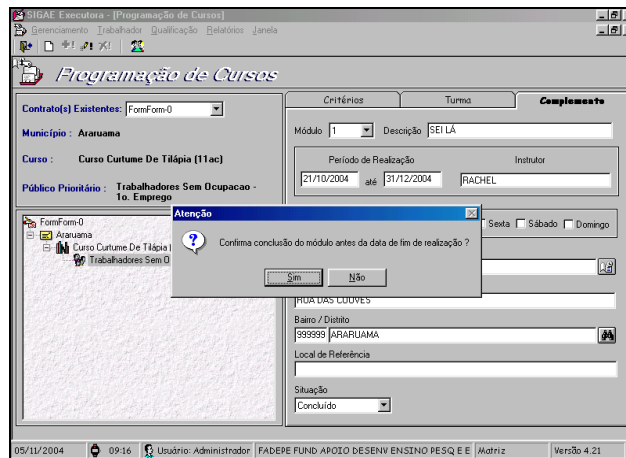 SIGAE Executora - [Programação de Cursos]
Gerenciamento Trabalhador Qualificação Relatórios Janela
Programação de Cursos
Contrato(s) Existentes: FormForm-0
Município : Araruama
Curso : Curso Curtume De Tilápia (11ac)
Público Prioritário : Trabalhadores Sem Ocupacao - 1o. Emprego
FormForm-0
Araruama
Curso Curtume De Tilápia (
Trabalhadores Sem O
Critérios Turma Complemento
Módulo 1 Descrição SEI LÁ
Período de Realização Instrutor
21/10/2004 até 31/12/2004 RACHEL
Sexta Sábado Domingo
Atenção
Confirma conclusão do módulo antes da data de fim de realização ?
Sim Não
RUA DAS COUVES
Bairro / Distrito
999999 ARARUAMA
Local de Referência
Situação
Concluído
05/11/2004 09:16 Usuário: Administrador FADEPE FUND APOIO DESENV ENSINO PESQ E E Matriz Versão 4.21